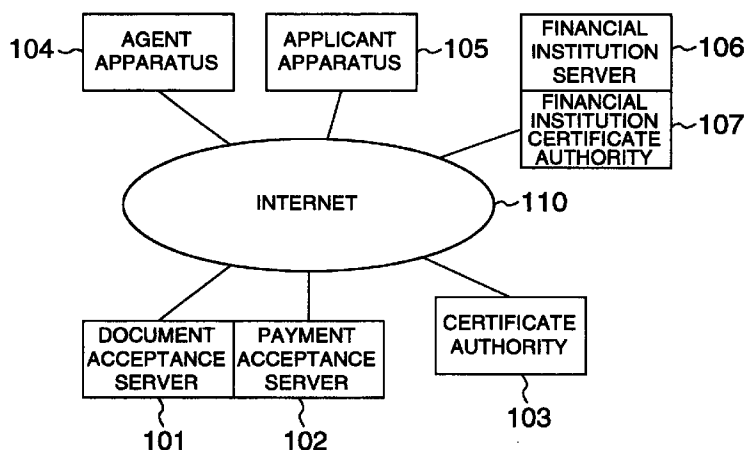 104
AGENT
APPARATUS
APPLICANT
APPARATUS
105
FINANCIAL
INSTITUTION
SERVER
106
FINANCIAL
INSTITUTION
CERTIFICATE
AUTHORITY
107
INTERNET
110
DOCUMENT
ACCEPTANCE
SERVER
PAYMENT
ACCEPTANCE
SERVER
CERTIFICATE
AUTHORITY
101
102
103